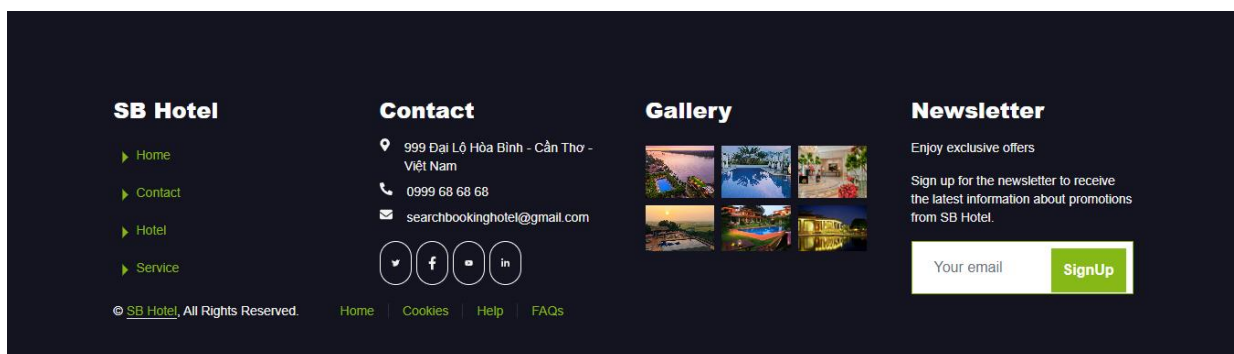 SB Hotel
Home
Contact
Hotel
Service
Contact
999 Đại Lộ Hòa Bình - Cần Thơ -
Việt Nam
0999 68 68 68
searchbookinghotel@gmail.com
in
Gallery
Newsletter
Enjoy exclusive offers
Sign up for the newsletter to receive
the latest information about promotions
from SB Hotel.
Your email
SignUp
© SB Hotel, All Rights Reserved.
Home
Cookies
Help
FAQs